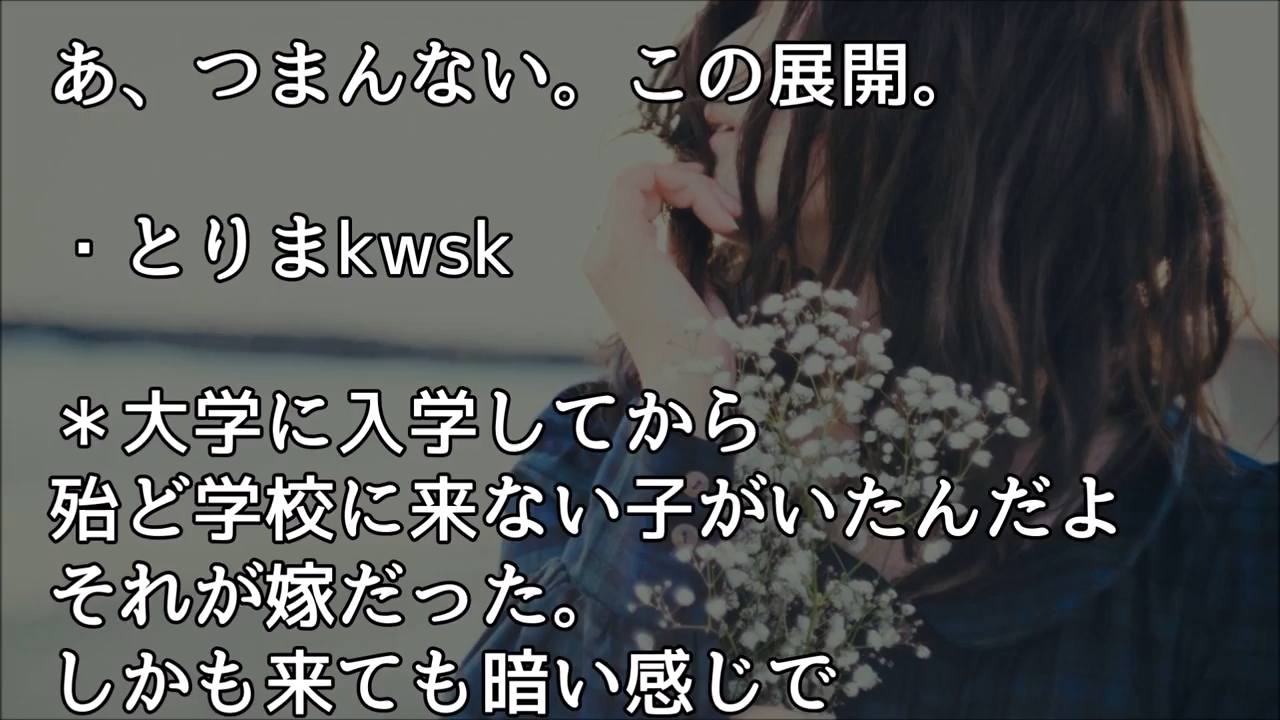 あ、つまんない。この展開。
・とりまkwsk
＊大学に入学してから
殆ど学校に来ない子がいたんだよ
それが嫁だった。
しかも来ても暗い感じで